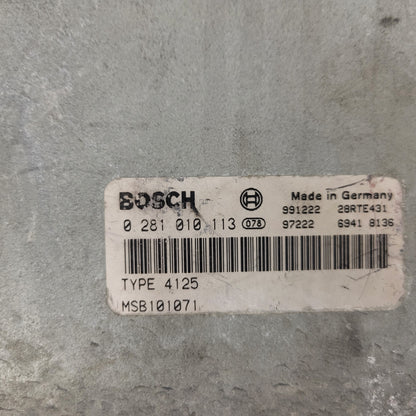 BOSCH Made in Germany
991222 28RTE431
0 281 010 113 078 97222 6941 8136
TYPE 4125
MSB101071